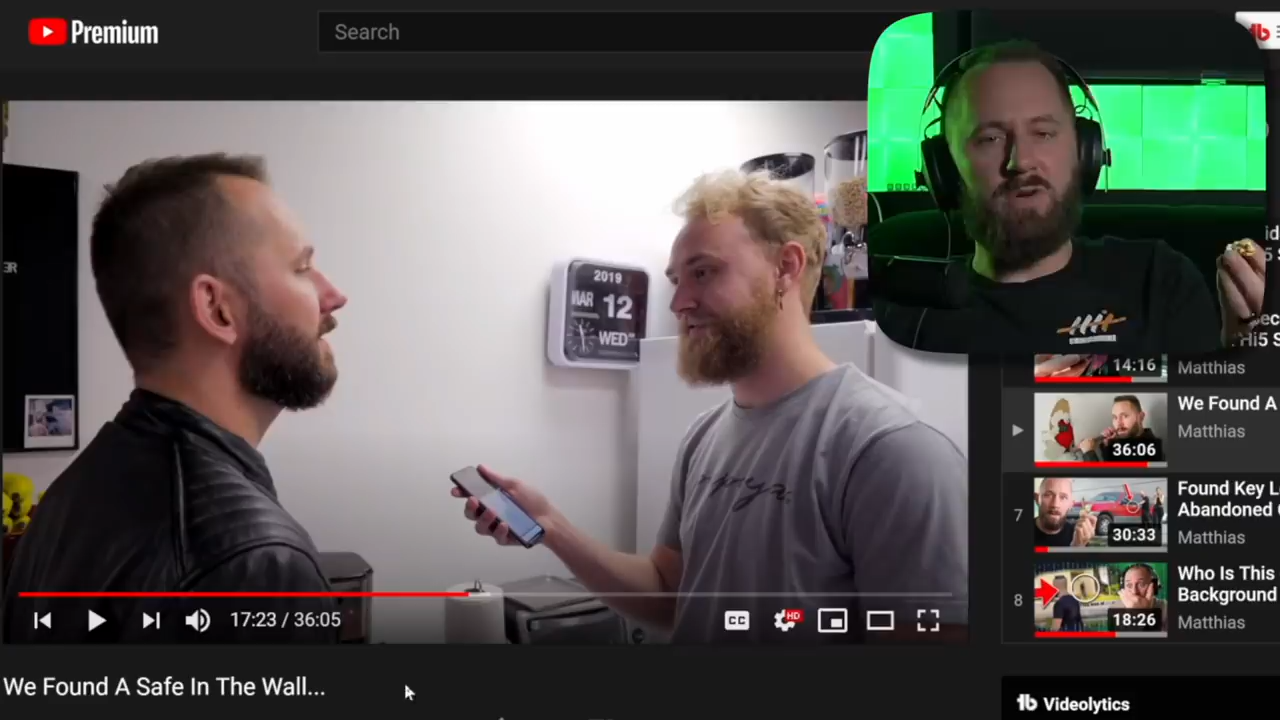 Premium
Search
2019
MAR 12
WED
14:16
Matthias
We Found A
Matthias
36:06
7
Found Key L
Abandoned
Matthias
30:33
8
Who Is This
Background
Matthias
18:26
17:23 / 36:05
CC
HD
We Found A Safe In The Wall...
Videolytics